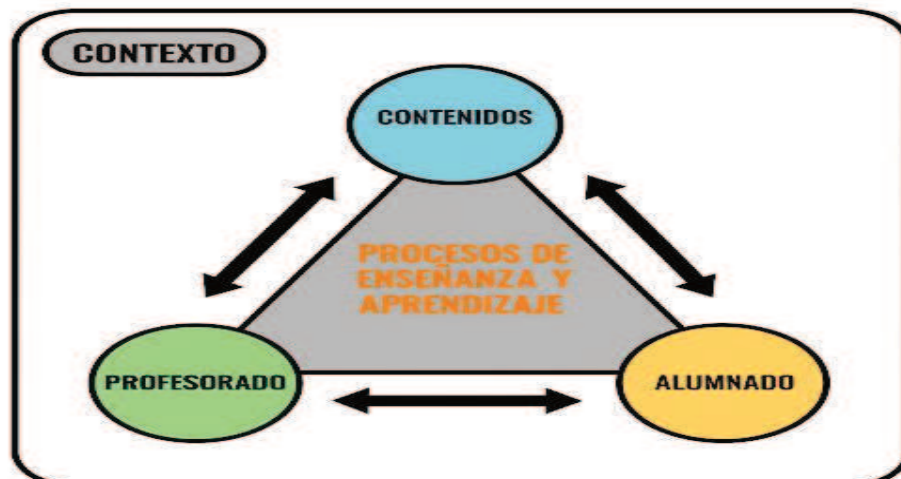 CONTEXTO
CONTENIDOS
PROCESOS DE
ENSEÑANZA Y
APRENDIZAJE
PROFESORADO
ALUMNADO